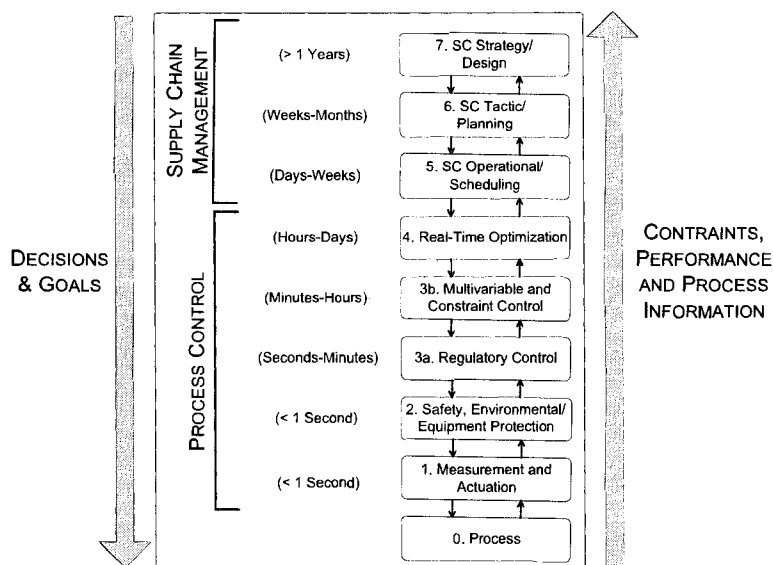 SUPPLY CHAIN
MANAGEMENT
(> 1 Years)
7. SC Strategy/
Design
(Weeks-Months)
6. SC Tactic/
Planning
(Days-Weeks)
5. SC Operational/
Scheduling
DECISIONS
& GOALS
PROCESS CONTROL
(Hours-Days)
4. Real-Time Optimization
(Minutes-Hours)
3b. Multivariable and
Constraint Control
(Seconds-Minutes)
3a. Regulatory Control
(< 1 Second)
2. Safety, Environmental/
Equipment Protection
(< 1 Second)
1. Measurement and
Actuation
0. Process
CONTRAINTS,
PERFORMANCE
AND PROCESS
INFORMATION